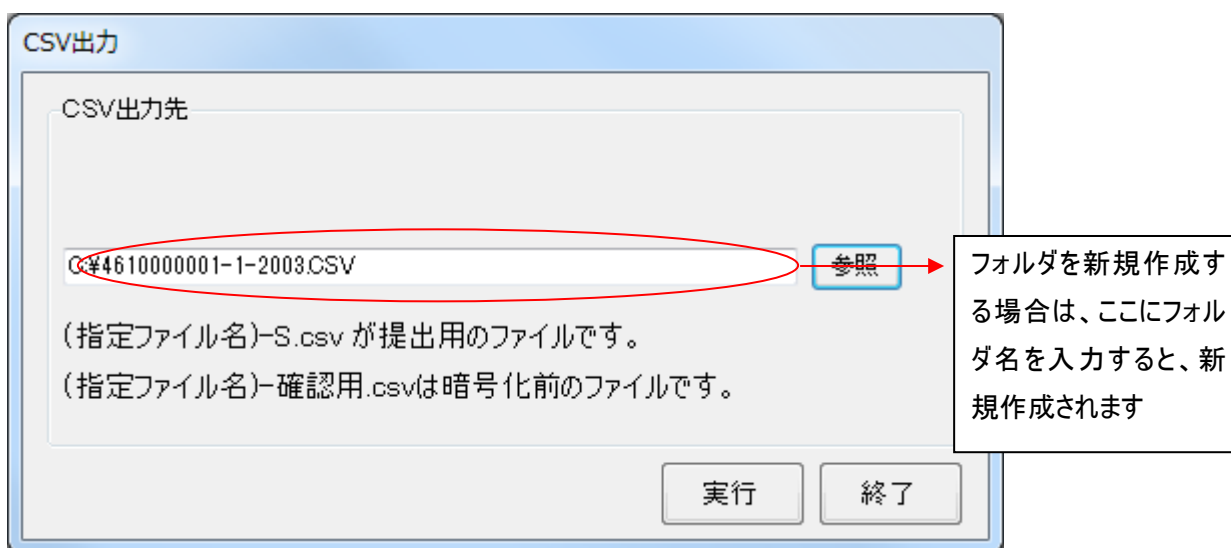 CSV出力
CSV出力先
C:¥4610000001-1-2003.CSV
参照
(指定ファイル名)-S.csv が提出用のファイルです。
(指定ファイル名)-確認用.csvは暗号化前のファイルです。
実行
終了
フォルダを新規作成す
る場合は、ここにフォル
ダ名を入力すると、新
規作成されます